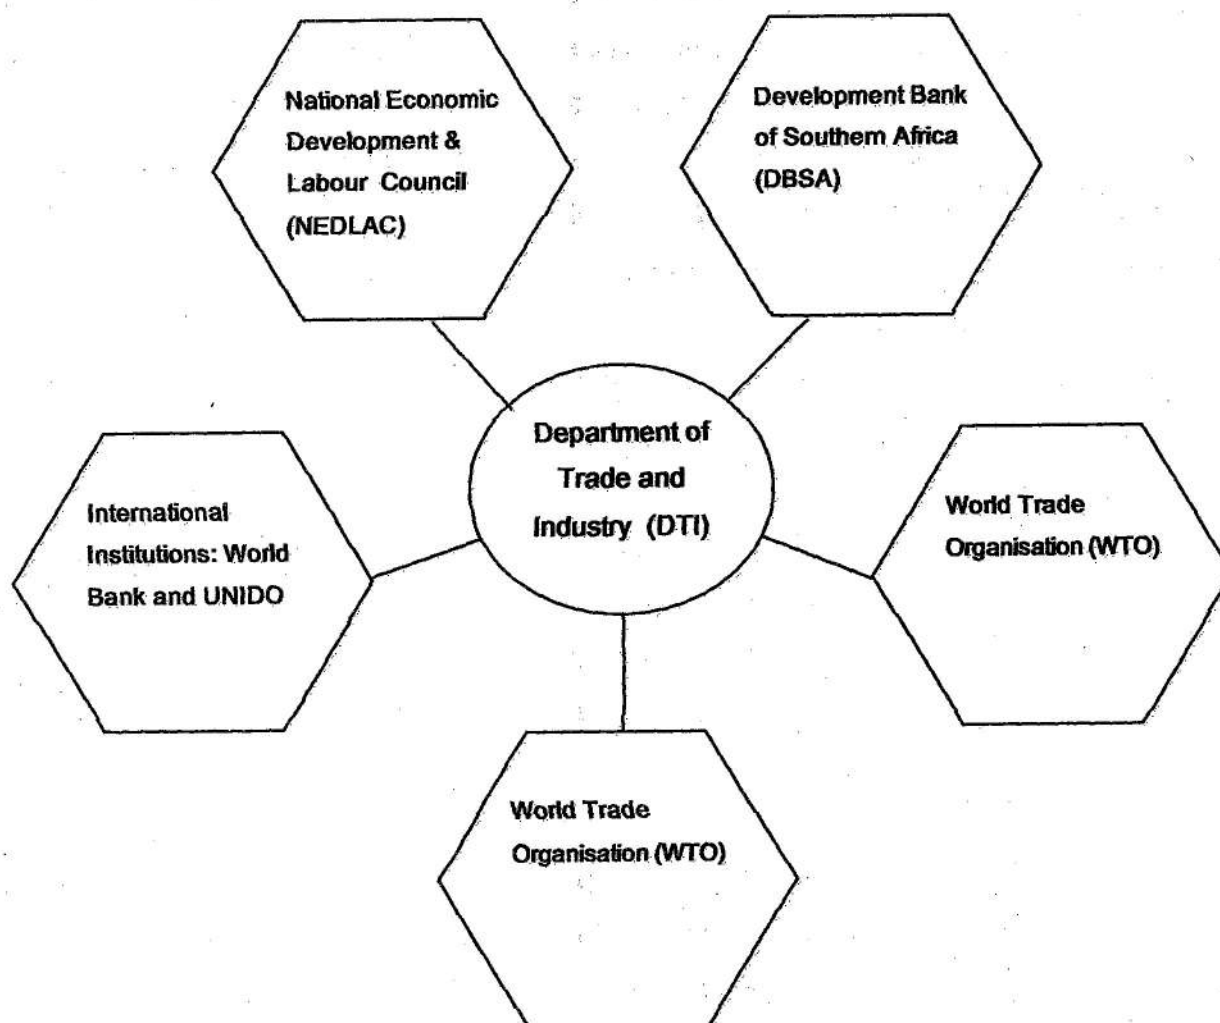 National Economic
Development &
Labour Council
(NEDLAC)
Development Bank
of Southern Africa
(DBSA)
Department of
Trade and
Industry (DTI)
International
Institutions: World
Bank and UNIDO
World Trade
Organisation (WTO)
World Trade
Organisation (WTO)